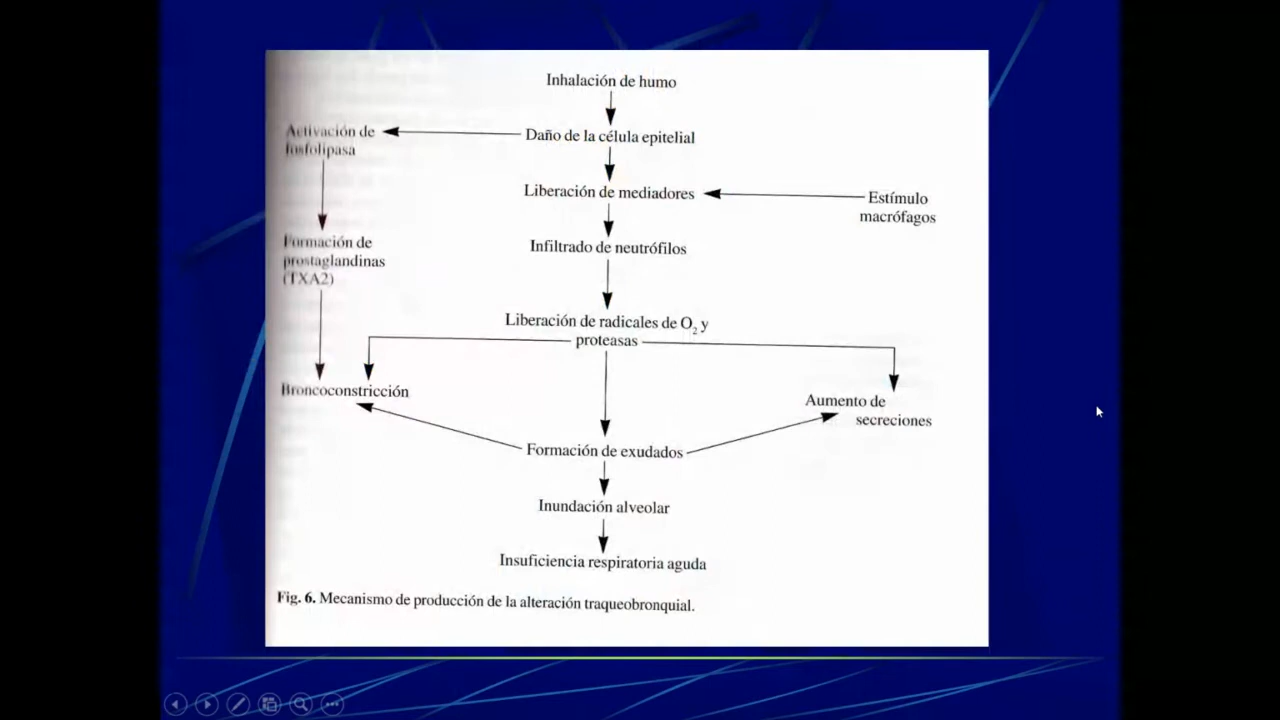 Inhalación de humo
Activación de
fosfolipasa
Daño de la célula epitelial
Liberación de mediadores
Estímulo
macrófagos
Formación de
prostaglandinas
(TXA2)
Infiltrado de neutrófilos
Liberación de radicales de O₂ y
proteasas
Broncoconstricción
Aumento de
secreciones
Formación de exudados
Inundación alveolar
Insuficiencia respiratoria aguda
Fig. 6. Mecanismo de producción de la alteración traqueobronquial.